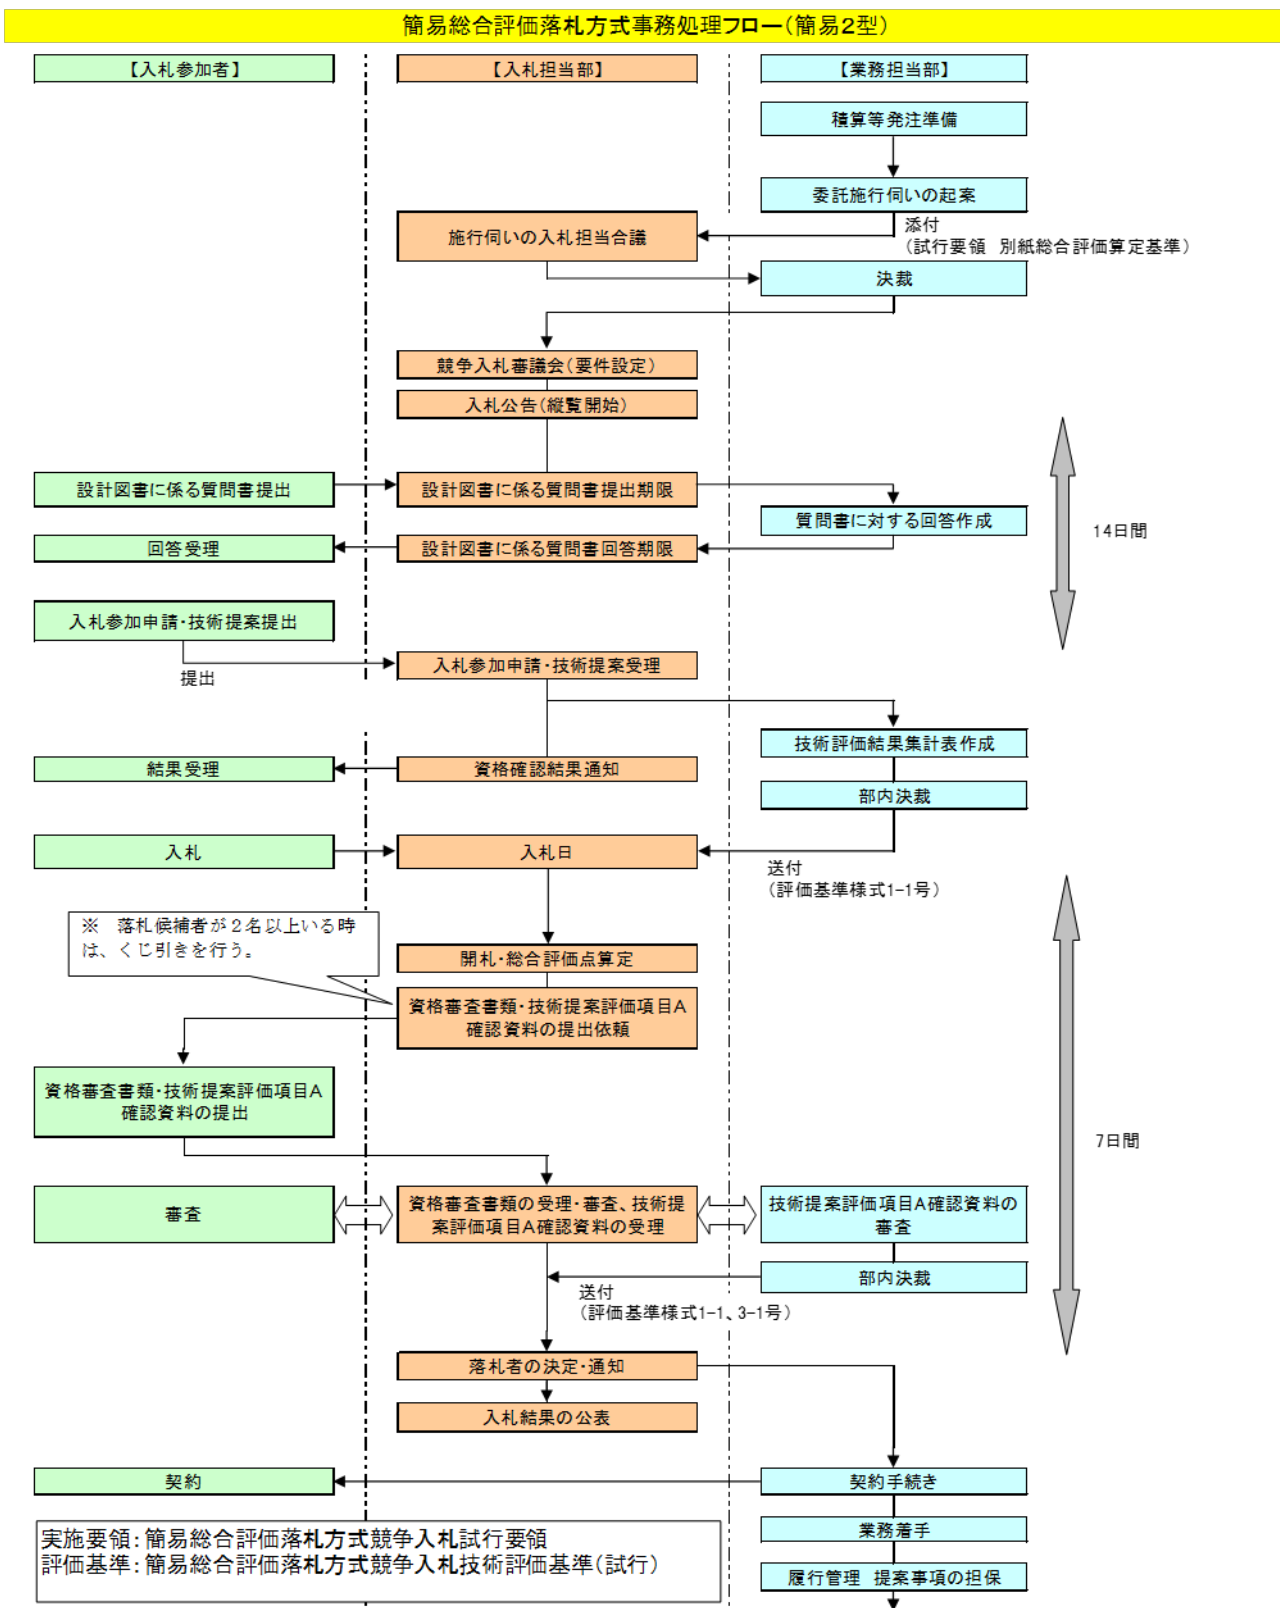 簡易総合評価落札方式事務処理フロー(簡易2型)
【入札参加者】
【入札担当部】
【業務担当部】
積算等発注準備
委託施行伺いの起案
添付
(試行要領 別紙総合評価算定基準)
施行伺いの入札担当合議
決裁
競争入札審議会(要件設定)
入札公告(縦覧開始)
設計図書に係る質問書提出
設計図書に係る質問書提出期限
質問書に対する回答作成
14日間
回答受理
設計図書に係る質問書回答期限
入札参加申請・技術提案提出
提出
入札参加申請・技術提案受理
技術評価結果集計表作成
結果受理
資格確認結果通知
部内決裁
入札
入札日
送付
(評価基準様式1-1号)
※ 落札候補者が2名以上いる時
は、くじ引きを行う。
開札・総合評価点算定
資格審査書類・技術提案評価項目A
確認資料の提出依頼
資格審査書類・技術提案評価項目A
確認資料の提出
7日間
審査
資格審査書類の受理・審査、技術提
案評価項目A確認資料の受理
技術提案評価項目A確認資料の
審査
部内決裁
送付
(評価基準様式1-1、3-1号)
落札者の決定・通知
入札結果の公表
契約
契約手続き
業務着手
履行管理 提案事項の担保
実施要領:簡易総合評価落札方式競争入札試行要領
評価基準:簡易総合評価落札方式競争入札技術評価基準(試行)